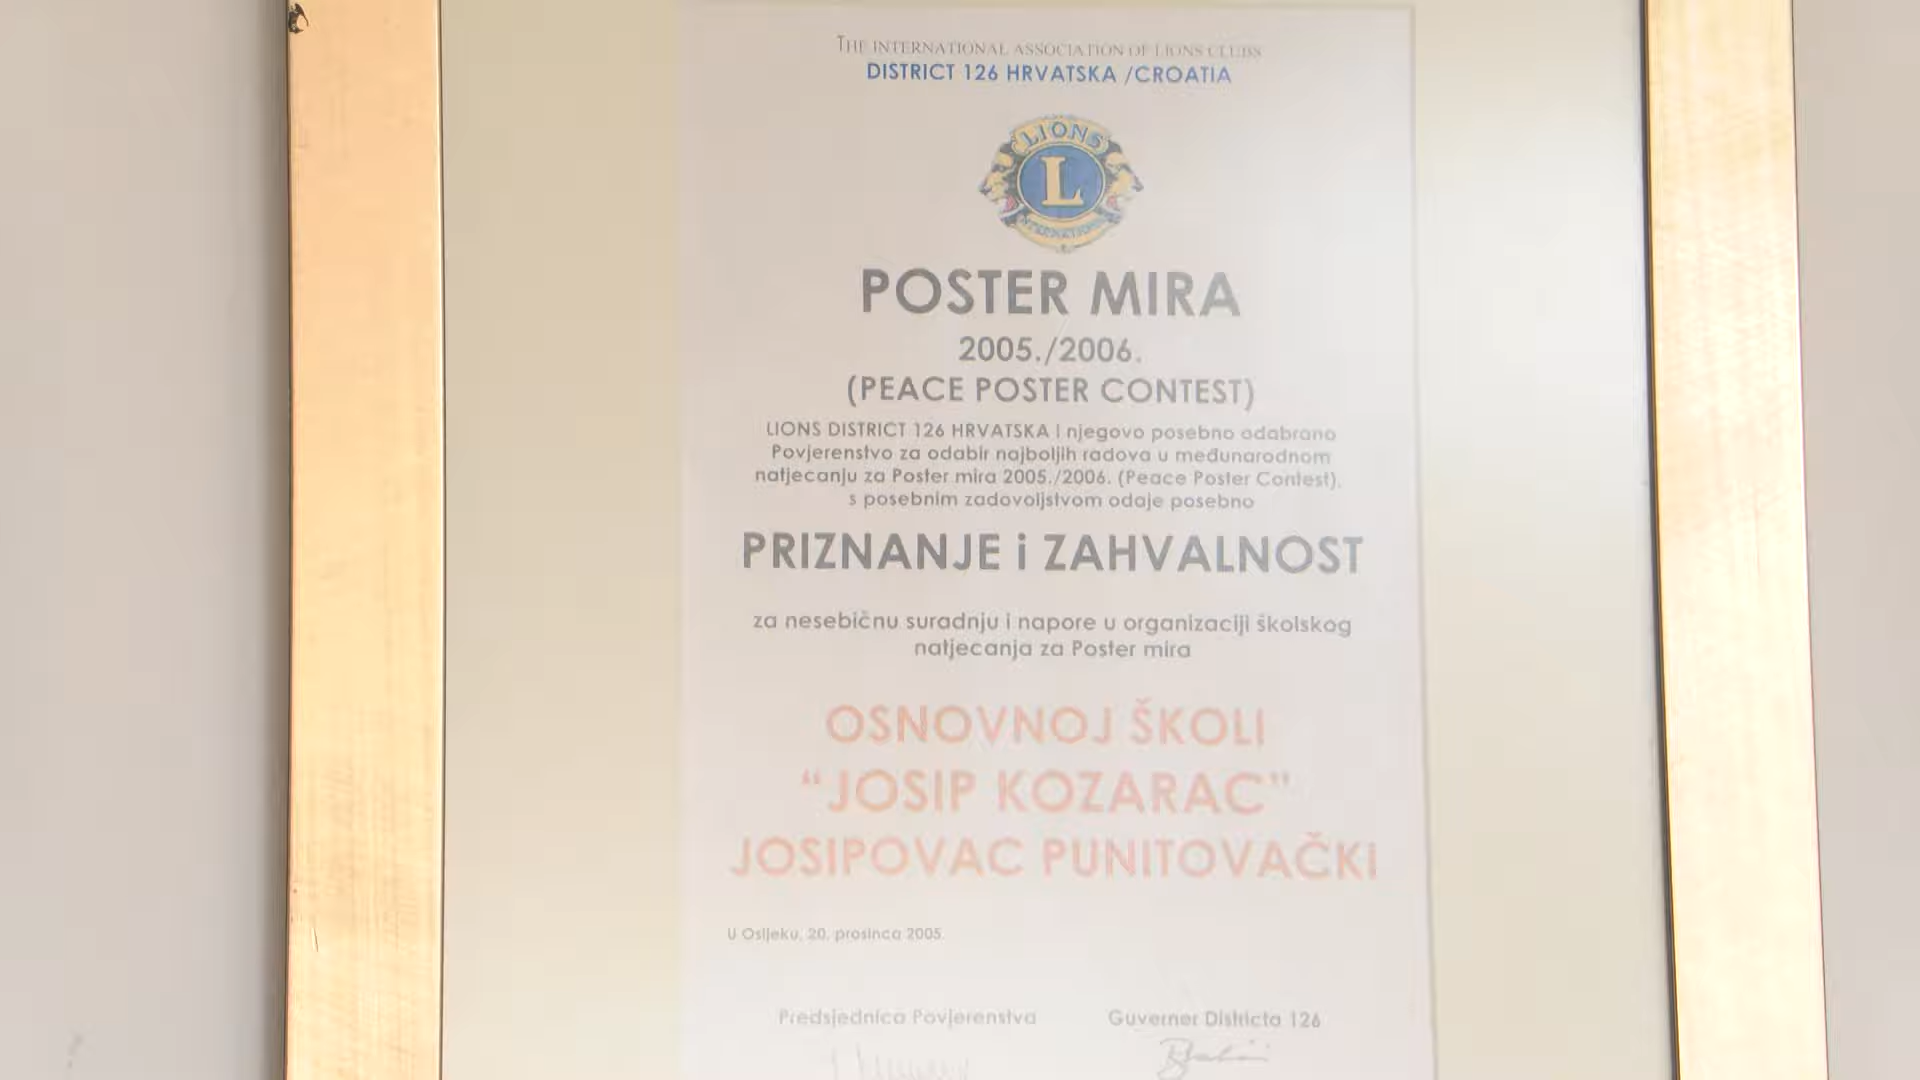 THE INTERNATIONAL ASSOCIATION OF LIONS CLUBS
DISTRICT 126 HRVATSKA /CROATIA
LIONS
L
INTERNATIONAL
POSTER MIRA
2005./2006.
(PEACE POSTER CONTEST)
LIONS DISTRICT 126 HRVATSKA i njegovo posebno odabrano
Povjerenstvo za odabir najboljih radova u međunarodnom
natjecanju za Poster mira 2005./2006. (Peace Poster Contest).
s posebnim zadovoljstvom odaje posebno
PRIZNANJE i ZAHVALNOST
za nesebičnu suradnju i napore u organizaciji školskog
natjecanja za Poster mira
OSNOVNOJ ŠKOLI
“JOSIP KOZARAC”
JOSIPOVAC PUNITOVAČKI
U Osijeku, 20. prosinca 2005.
Predsjednica Povjerenstva Guverner Districta 126